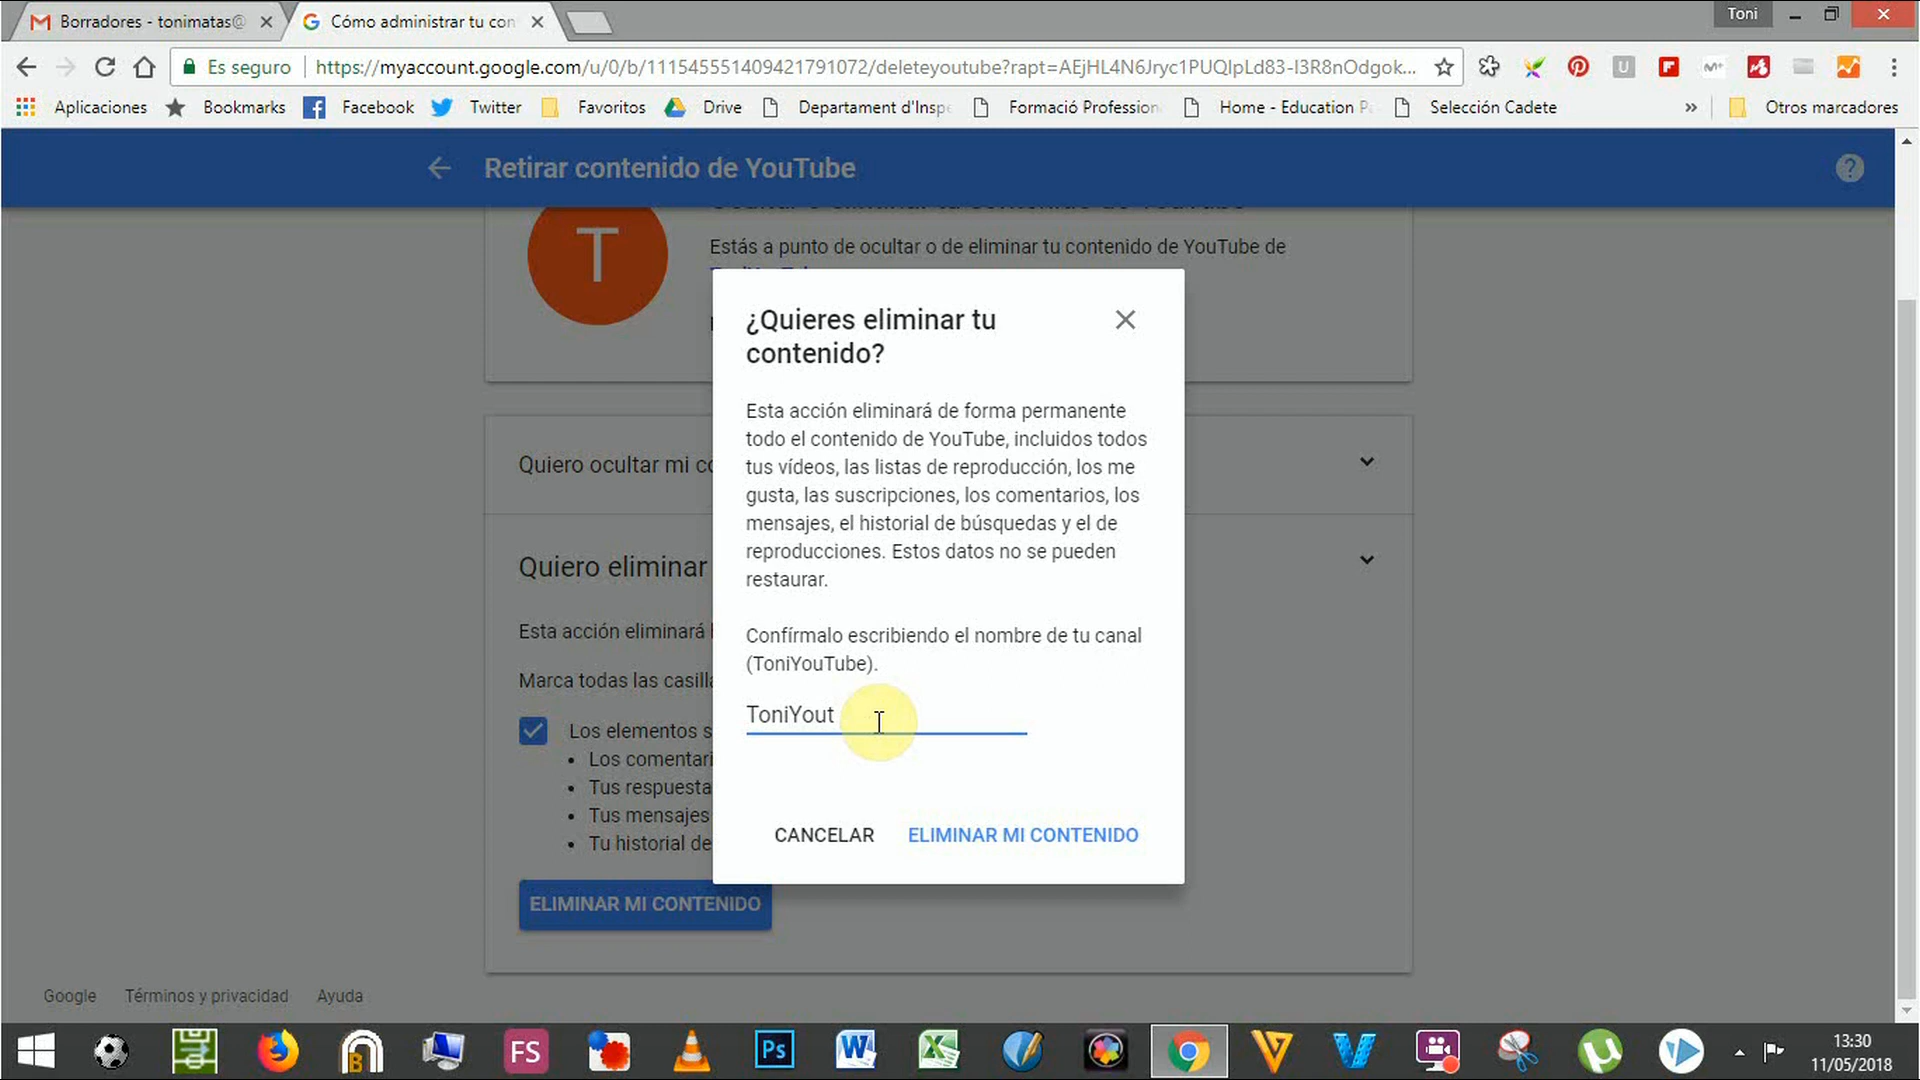 Borradores - tonimatas@
Cómo administrar tu con
Toni
Es seguro
https://myaccount.google.com/u/0/b/111545551409421791072/deleteyoutube?rapt=AEjHL4N6Jryc1PUQIpLd83-I3R8nOdgok...
Aplicaciones
Bookmarks
Facebook
Twitter
Favoritos
Drive
Departament d'Inspe
Formació Profession
Home - Education P
Selección Cadete
»
Otros marcadores
Retirar contenido de YouTube
?
T
Estás a punto de ocultar o de eliminar tu contenido de YouTube de
¿Quieres eliminar tu
contenido?
Esta acción eliminará de forma permanente
todo el contenido de YouTube, incluidos todos
tus vídeos, las listas de reproducción, los me
gusta, las suscripciones, los comentarios, los
mensajes, el historial de búsquedas y el de
reproducciones. Estos datos no se pueden
restaurar.
Confírmalo escribiendo el nombre de tu canal
(ToniYouTube).
ToniYout
CANCELAR
ELIMINAR MI CONTENIDO
Quiero ocultar mi co
Quiero eliminar
Esta acción eliminará
Marca todas las casilla
Los elementos s
• Los comentari
• Tus respuesta
• Tus mensajes
• Tu historial de
ELIMINAR MI CONTENIDO
Google
Términos y privacidad
Ayuda
B
FS
Ps
13:30
11/05/2018